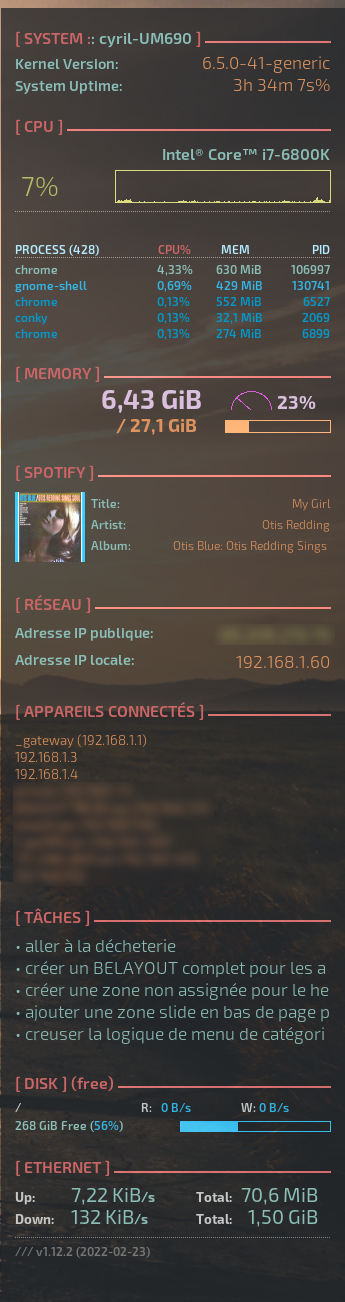 [ SYSTEM :: cyril-UM690 ]
Kernel Version: 6.5.0-41-generic
System Uptime: 3h 34m 7s%
[ CPU ]
Intel® Core™ i7-6800K
7%
PROCESS (428) CPU% MEM PID
chrome 4,33% 630 MiB 106997
gnome-shell 0,69% 429 MiB 130741
chrome 0,13% 552 MiB 6527
conky 0,13% 32,1 MiB 2069
chrome 0,13% 274 MiB 6899
[ MEMORY ]
6,43 GiB 23%
/ 27,1 GiB
[ SPOTIFY ]
Title: My Girl
Artist: Otis Redding
Album: Otis Blue: Otis Redding Sings
[ RÉSEAU ]
Adresse IP publique:
Adresse IP locale: 192.168.1.60
[ APPAREILS CONNECTÉS ]
_gateway (192.168.1.1)
192.168.1.3
192.168.1.4
[ TÂCHES ]
• aller à la décheterie
• créer un BELAYOUT complet pour les a
• créer une zone non assignée pour le he
• ajouter une zone slide en bas de page p
• creuser la logique de menu de catégori
[ DISK ] (free)
/ R: 0 B/s W: 0 B/s
268 GiB Free (56%)
[ ETHERNET ]
Up: 7,22 KiB/s Total: 70,6 MiB
Down: 132 KiB/s Total: 1,50 GiB
/// v1.12.2 (2022-02-23)